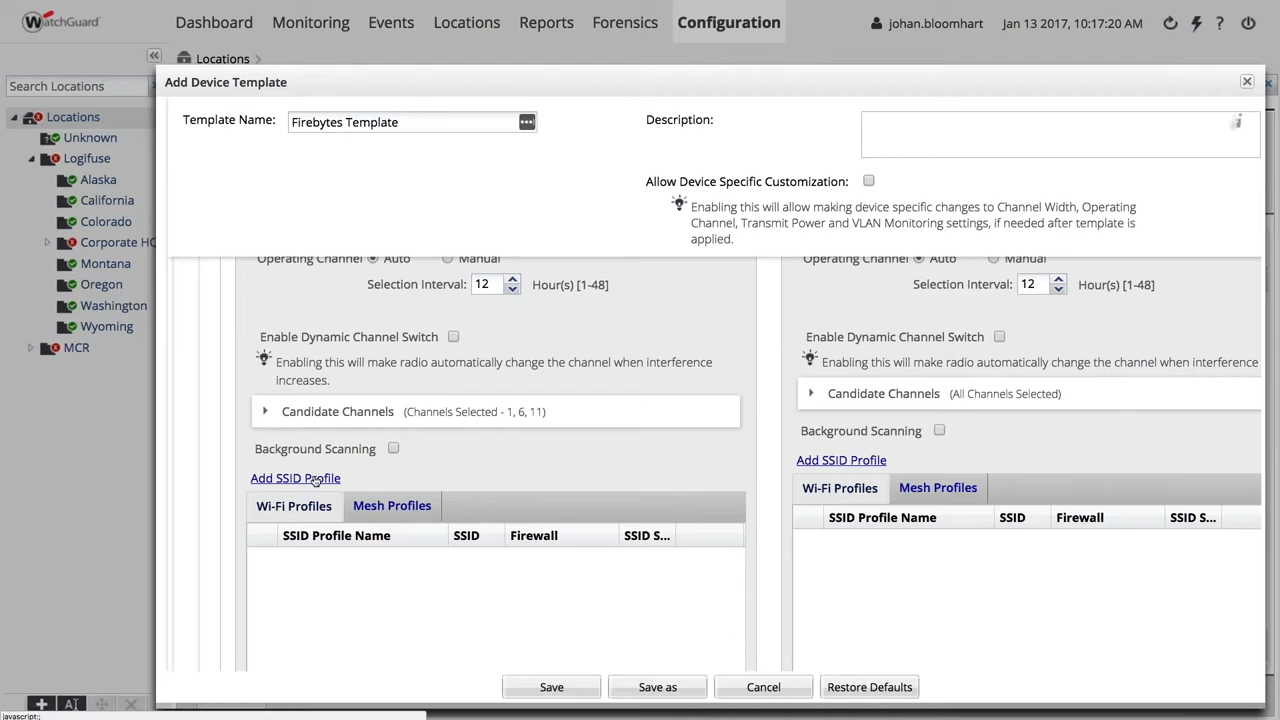 WatchGuard
Dashboard Monitoring Events Locations Reports Forensics Configuration
johan.bloomhart Jan 13 2017, 10:17:20 AM ?
Locations
Search Locations
Locations
Unknown
Logifuse
Alaska
California
Colorado
Corporate HQ
Montana
Oregon
Washington
Wyoming
MCR
Add Device Template
Template Name: Firebytes Template
Description:
Allow Device Specific Customization:
Enabling this will allow making device specific changes to Channel Width, Operating
Channel, Transmit Power and VLAN Monitoring settings, if needed after template is
applied.
Operating Channel Auto Manual
Selection Interval: 12 Hour(s) [1-48]
Enable Dynamic Channel Switch
Enabling this will make radio automatically change the channel when interference
increases.
Candidate Channels (Channels Selected - 1, 6, 11)
Background Scanning
Add SSID Profile
Wi-Fi Profiles Mesh Profiles
SSID Profile Name SSID Firewall SSID S...
Operating Channel Auto Manual
Selection Interval: 12 Hour(s) [1-48]
Enable Dynamic Channel Switch
Enabling this will make radio automatically change the channel when interference
Candidate Channels (All Channels Selected)
Background Scanning
Add SSID Profile
Wi-Fi Profiles Mesh Profiles
SSID Profile Name SSID Firewall SSID S...
Save Save as Cancel Restore Defaults
javascript:;